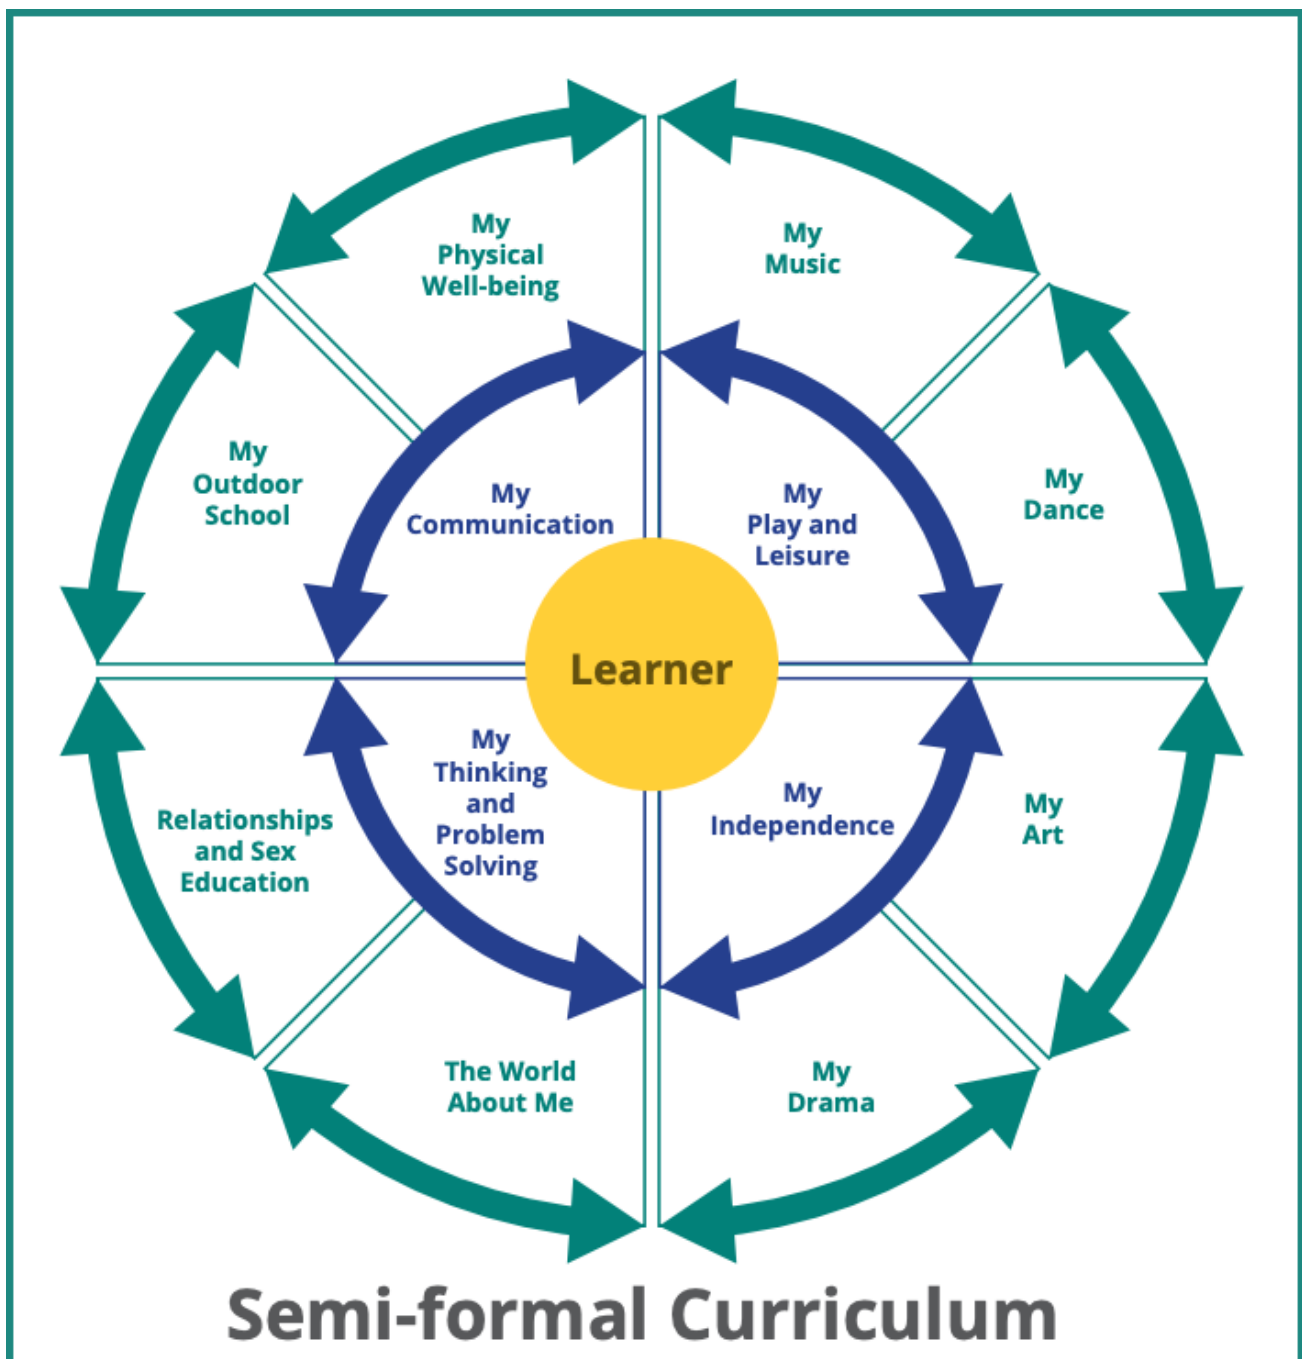 My
Physical
Well-being
My
Music
My
Outdoor
School
My
Communication
My
Play and
Leisure
My
Dance
Learner
My
Thinking
and
Problem
Solving
My
Independence
Relationships
and Sex
Education
My
Art
The World
About Me
My
Drama
Semi-formal Curriculum